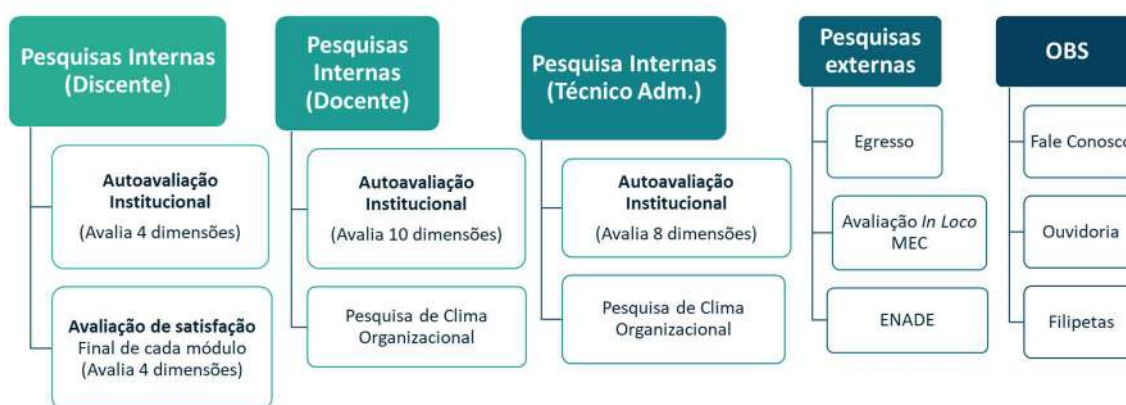 Pesquisas Internas
(Discente)
Autoavaliação
Institucional
(Avalia 4 dimensões)
Avaliação de satisfação
Final de cada módulo
(Avalia 4 dimensões)
Pesquisas
Internas
(Docente)
Autoavaliação
Institucional
(Avalia 10 dimensões)
Pesquisa de Clima
Organizacional
Pesquisa Internas
(Técnico Adm.)
Autoavaliação
Institucional
(Avalia 8 dimensões)
Pesquisa de Clima
Organizacional
Pesquisas
externas
Egresso
Avaliação In Loco
MEC
ENADE
OBS
Fale Conosco
Ouvidoria
Filipetas